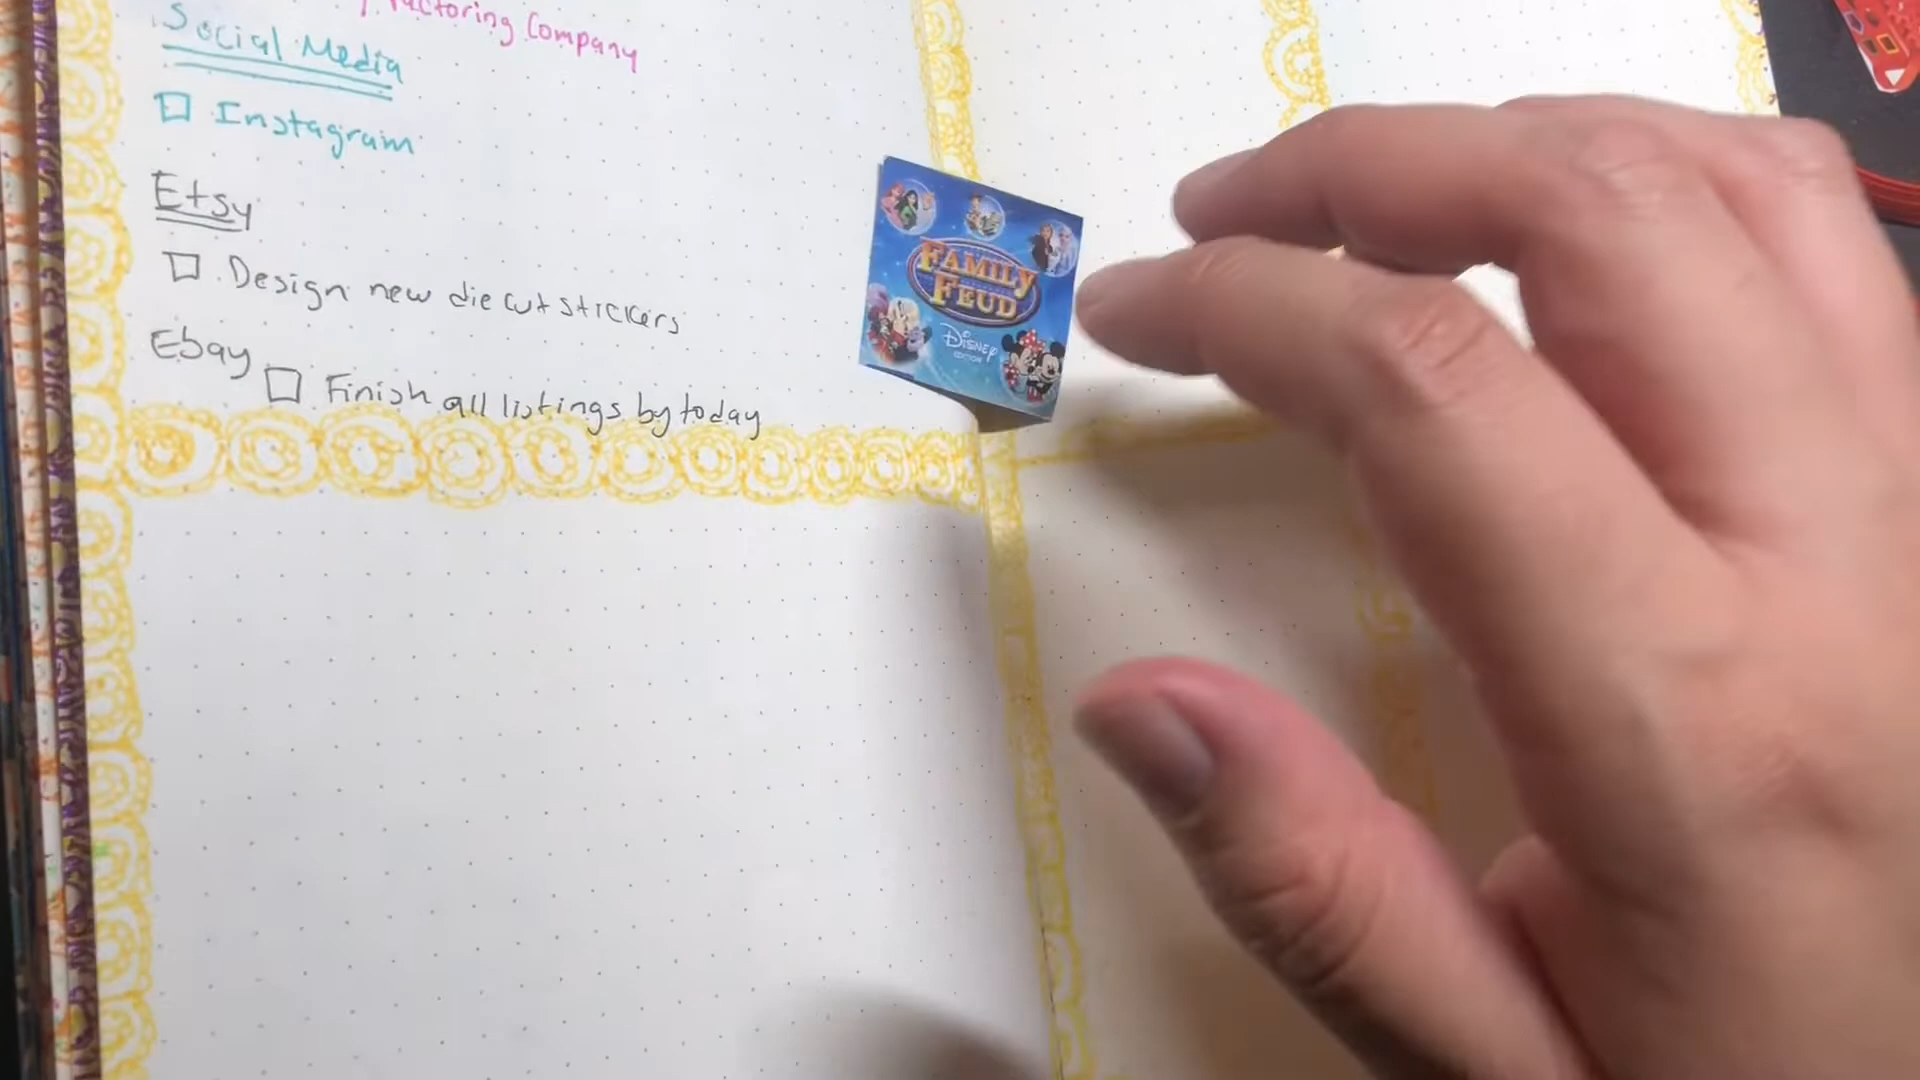 Factoring Company
Social Media
Instagram
Etsy
Design new die cut stickers
Ebay
Finish all listings by today
FAMILY
FEUD
DISNEY
EDITION